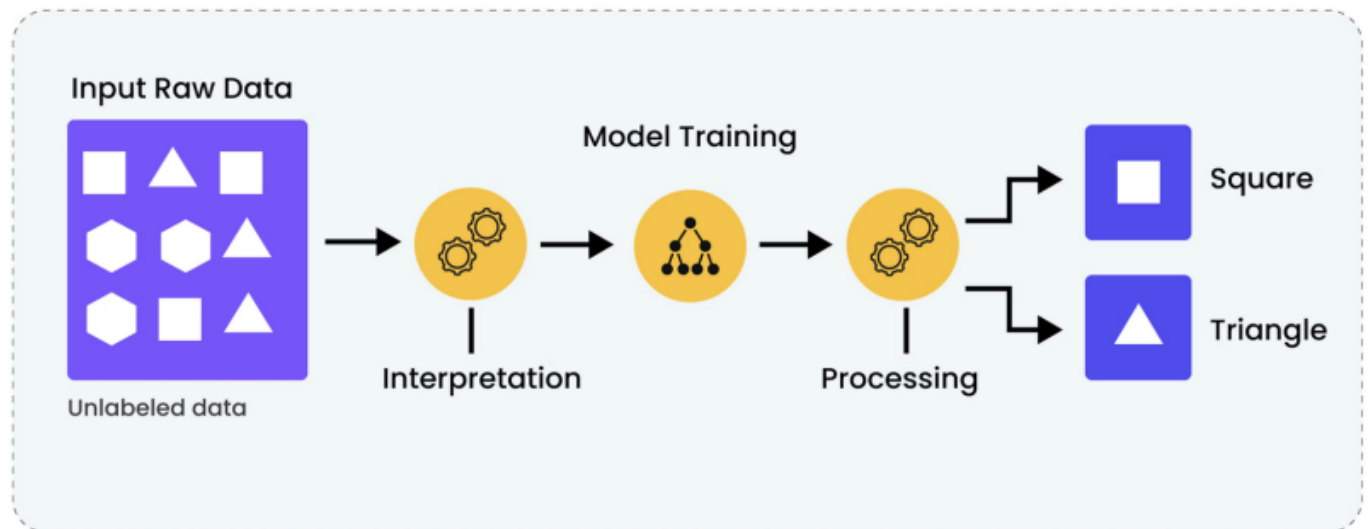 Input Raw Data
Model Training
Square
Triangle
Interpretation
Processing
Unlabeled data